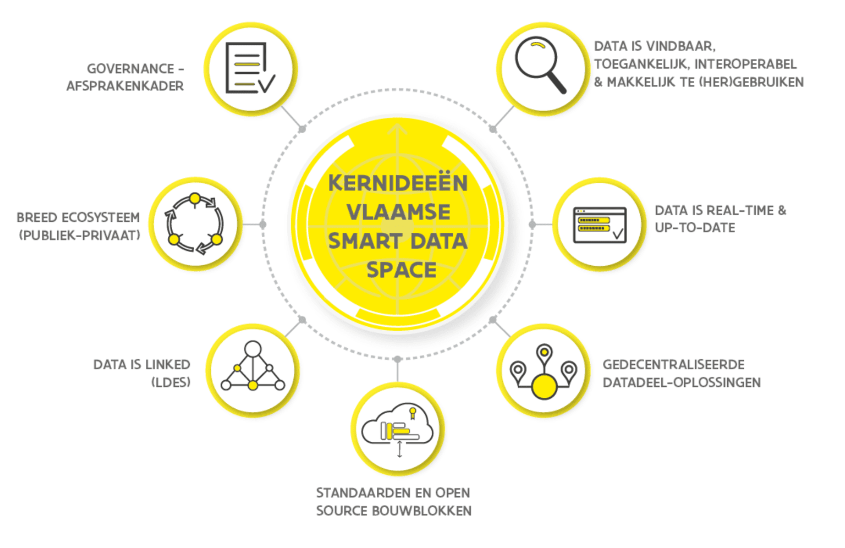 KERNIDEEËN
VLAAMSE
SMART DATA
SPACE
GOVERNANCE -
AFSPRAKENKADER
DATA IS VINDBAAR,
TOEGANKELIJK, INTEROPERABEL
& MAKKELIJK TE (HER)GEBRUIKEN
BREED ECOSYSTEEM
(PUBLIEK-PRIVAAT)
DATA IS REAL-TIME &
UP-TO-DATE
DATA IS LINKED
(LDES)
GEDECENTRALISEERDE
DATADEEL-OPLOSSINGEN
STANDAARDEN EN OPEN
SOURCE BOUWBLOKKEN